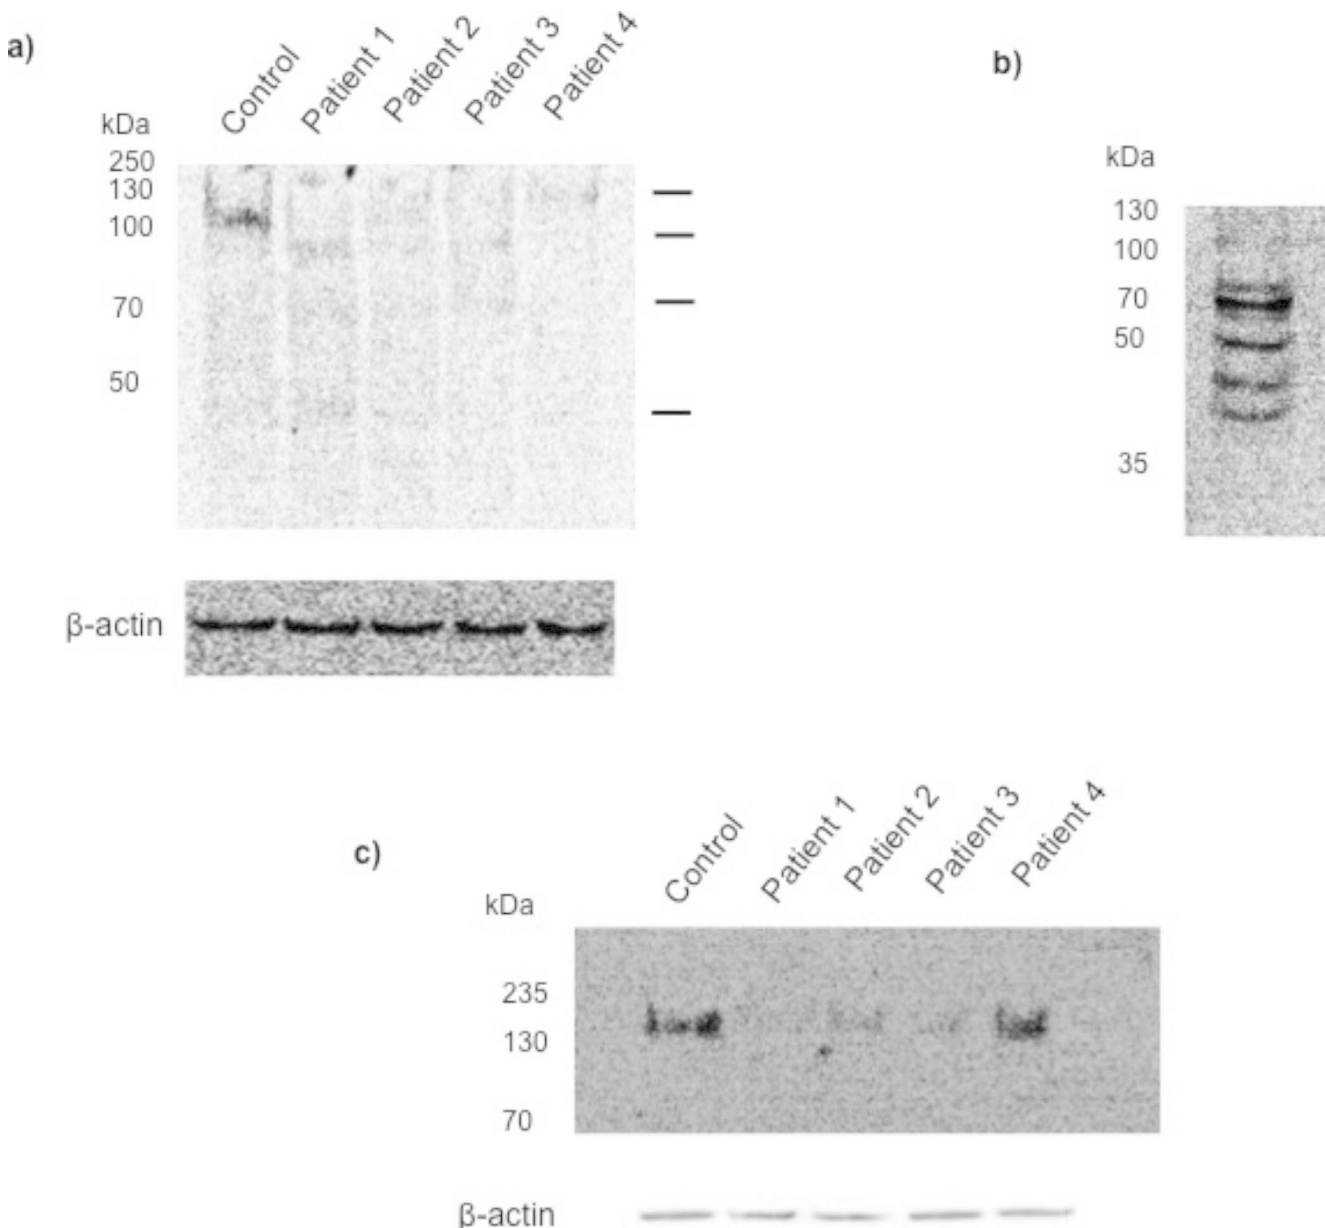 a)
Control
Patient 1
Patient 2
Patient 3
Patient 4
kDa
250
130
100
70
50
β-actin
b)
kDa
130
100
70
50
35
c)
Control
Patient 1
Patient 2
Patient 3
Patient 4
kDa
235
130
70
β-actin